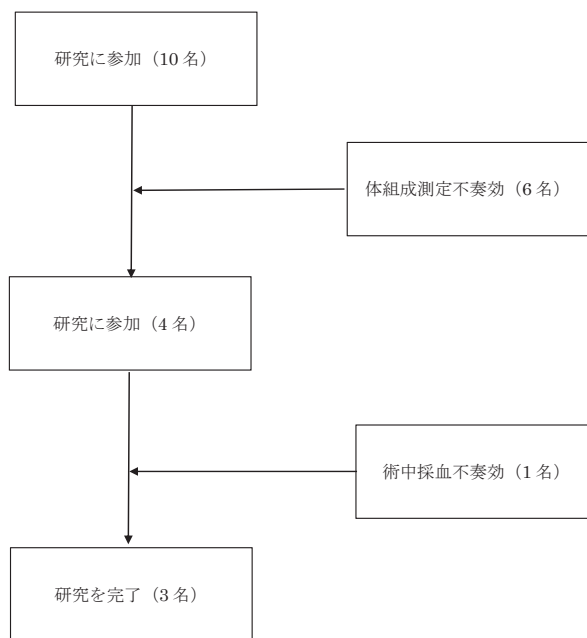 研究に参加（10 名）
体組成測定不奏効（6 名）
研究に参加（4 名）
術中採血不奏効（1 名）
研究を完了（3 名）